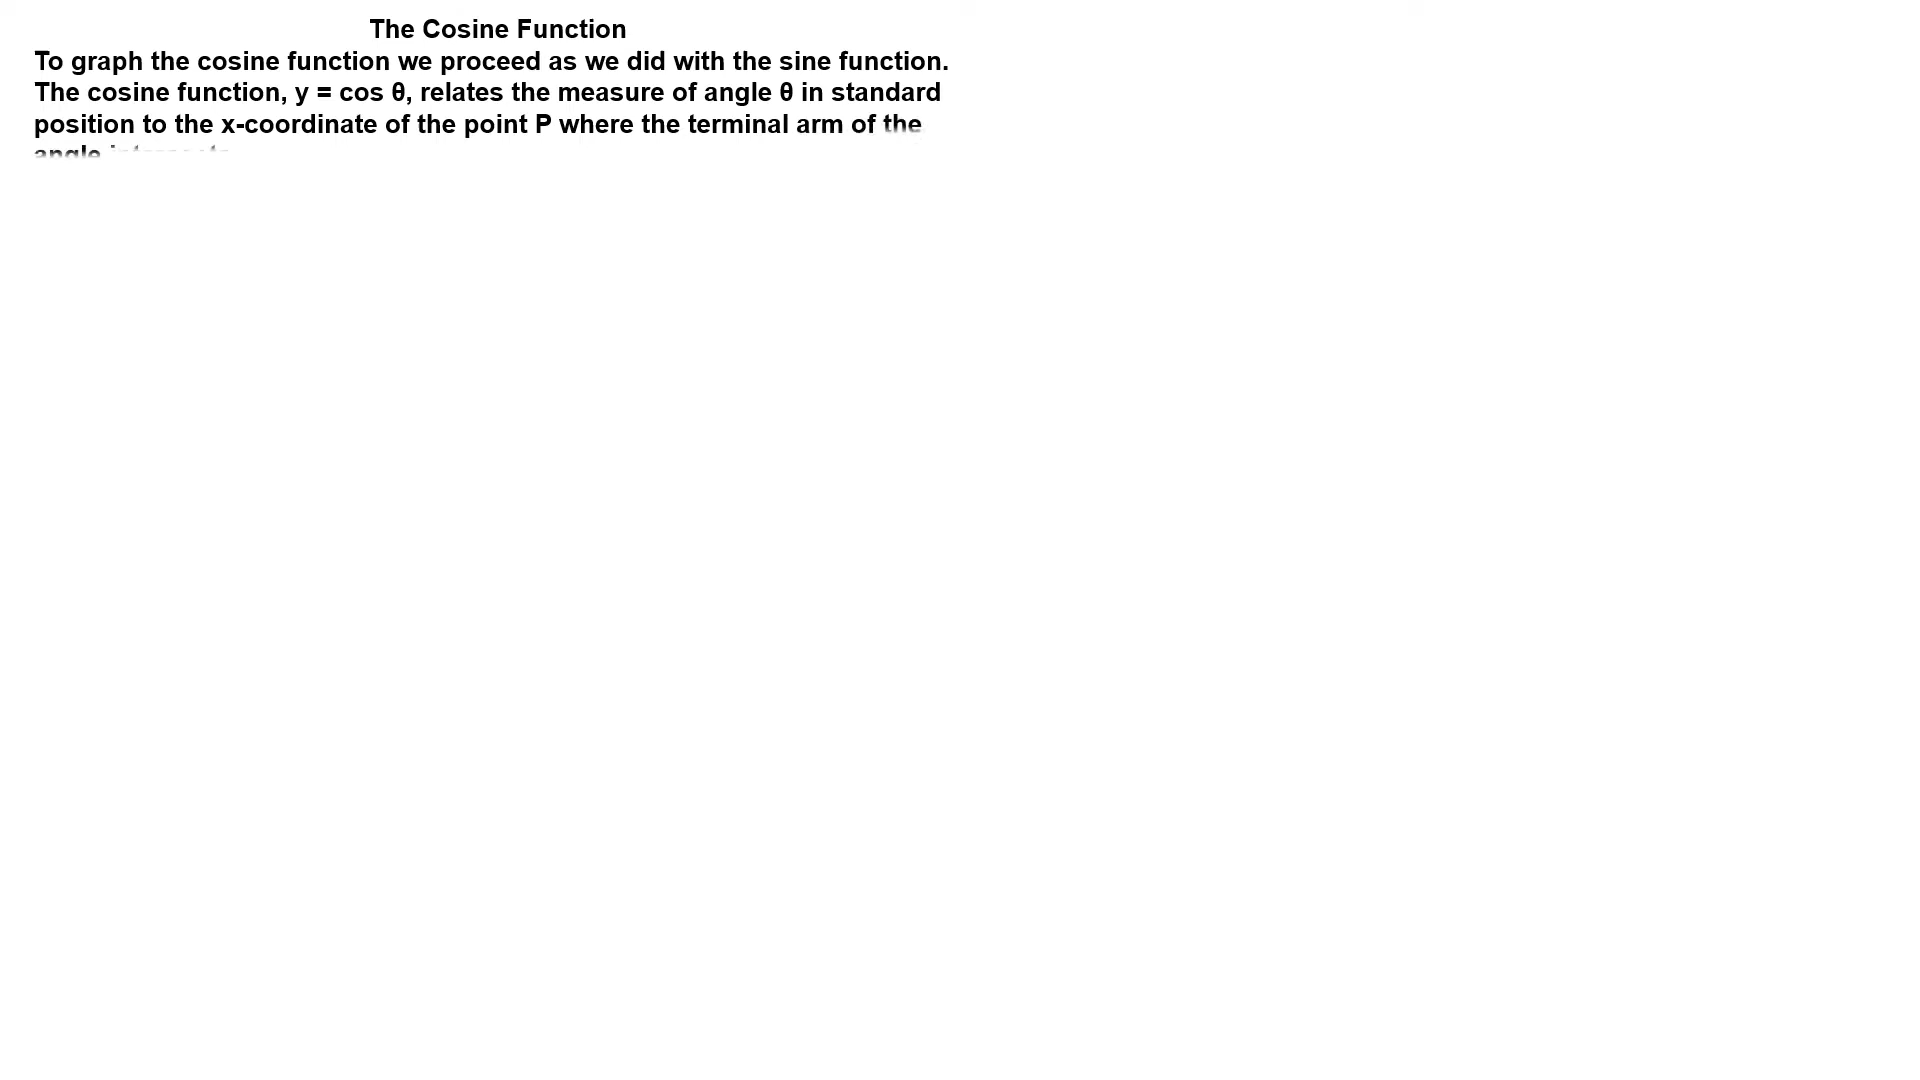 The Cosine Function
To graph the cosine function we proceed as we did with the sine function.
The cosine function, y = cos θ, relates the measure of angle θ in standard
position to the x-coordinate of the point P where the terminal arm of the
angle